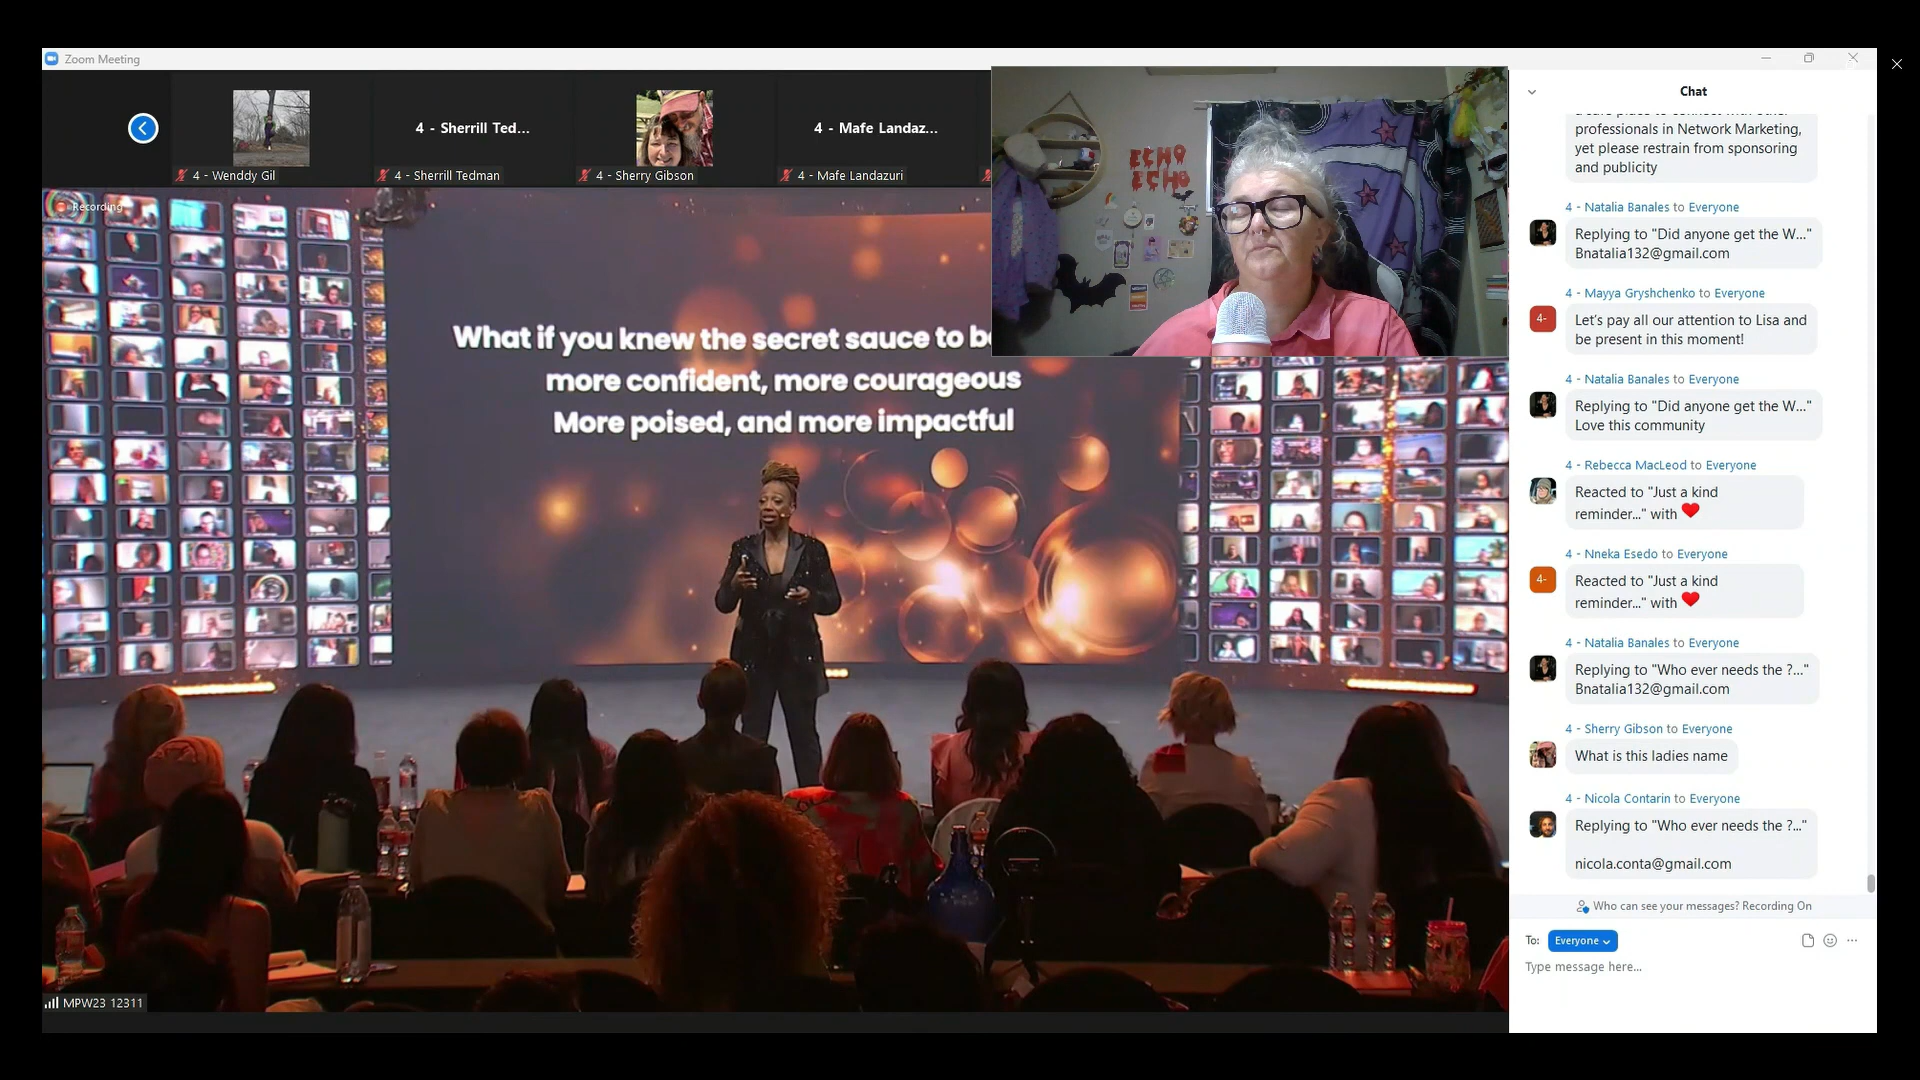 Zoom Meeting
4 - Sherrill Ted...
4 - Mafe Landaz...
4 - Wenddy Gil
4 - Sherrill Tedman
4 - Sherry Gibson
4 - Mafe Landazuri
Recording
ECHO
ECHO
What if you knew the secret sauce to b
more confident, more courageous
More poised, and more impactful
MPW23 12311
Chat
professionals in Network Marketing,
yet please restrain from sponsoring
and publicity
4 - Natalia Banales to Everyone
Replying to "Did anyone get the W..."
Bnatalia132@gmail.com
4 - Mayya Gryshchenko to Everyone
4-
Let's pay all our attention to Lisa and
be present in this moment!
4 - Natalia Banales to Everyone
Replying to "Did anyone get the W..."
Love this community
4 - Rebecca MacLeod to Everyone
Reacted to "Just a kind
reminder..." with ❤️
4 - Nneka Esedo to Everyone
4-
Reacted to "Just a kind
reminder..." with ❤️
4 - Natalia Banales to Everyone
Replying to "Who ever needs the ?..."
Bnatalia132@gmail.com
4 - Sherry Gibson to Everyone
What is this ladies name
4 - Nicola Contarin to Everyone
Replying to "Who ever needs the ?..."
nicola.conta@gmail.com
Who can see your messages? Recording On
To: Everyone
Type message here...